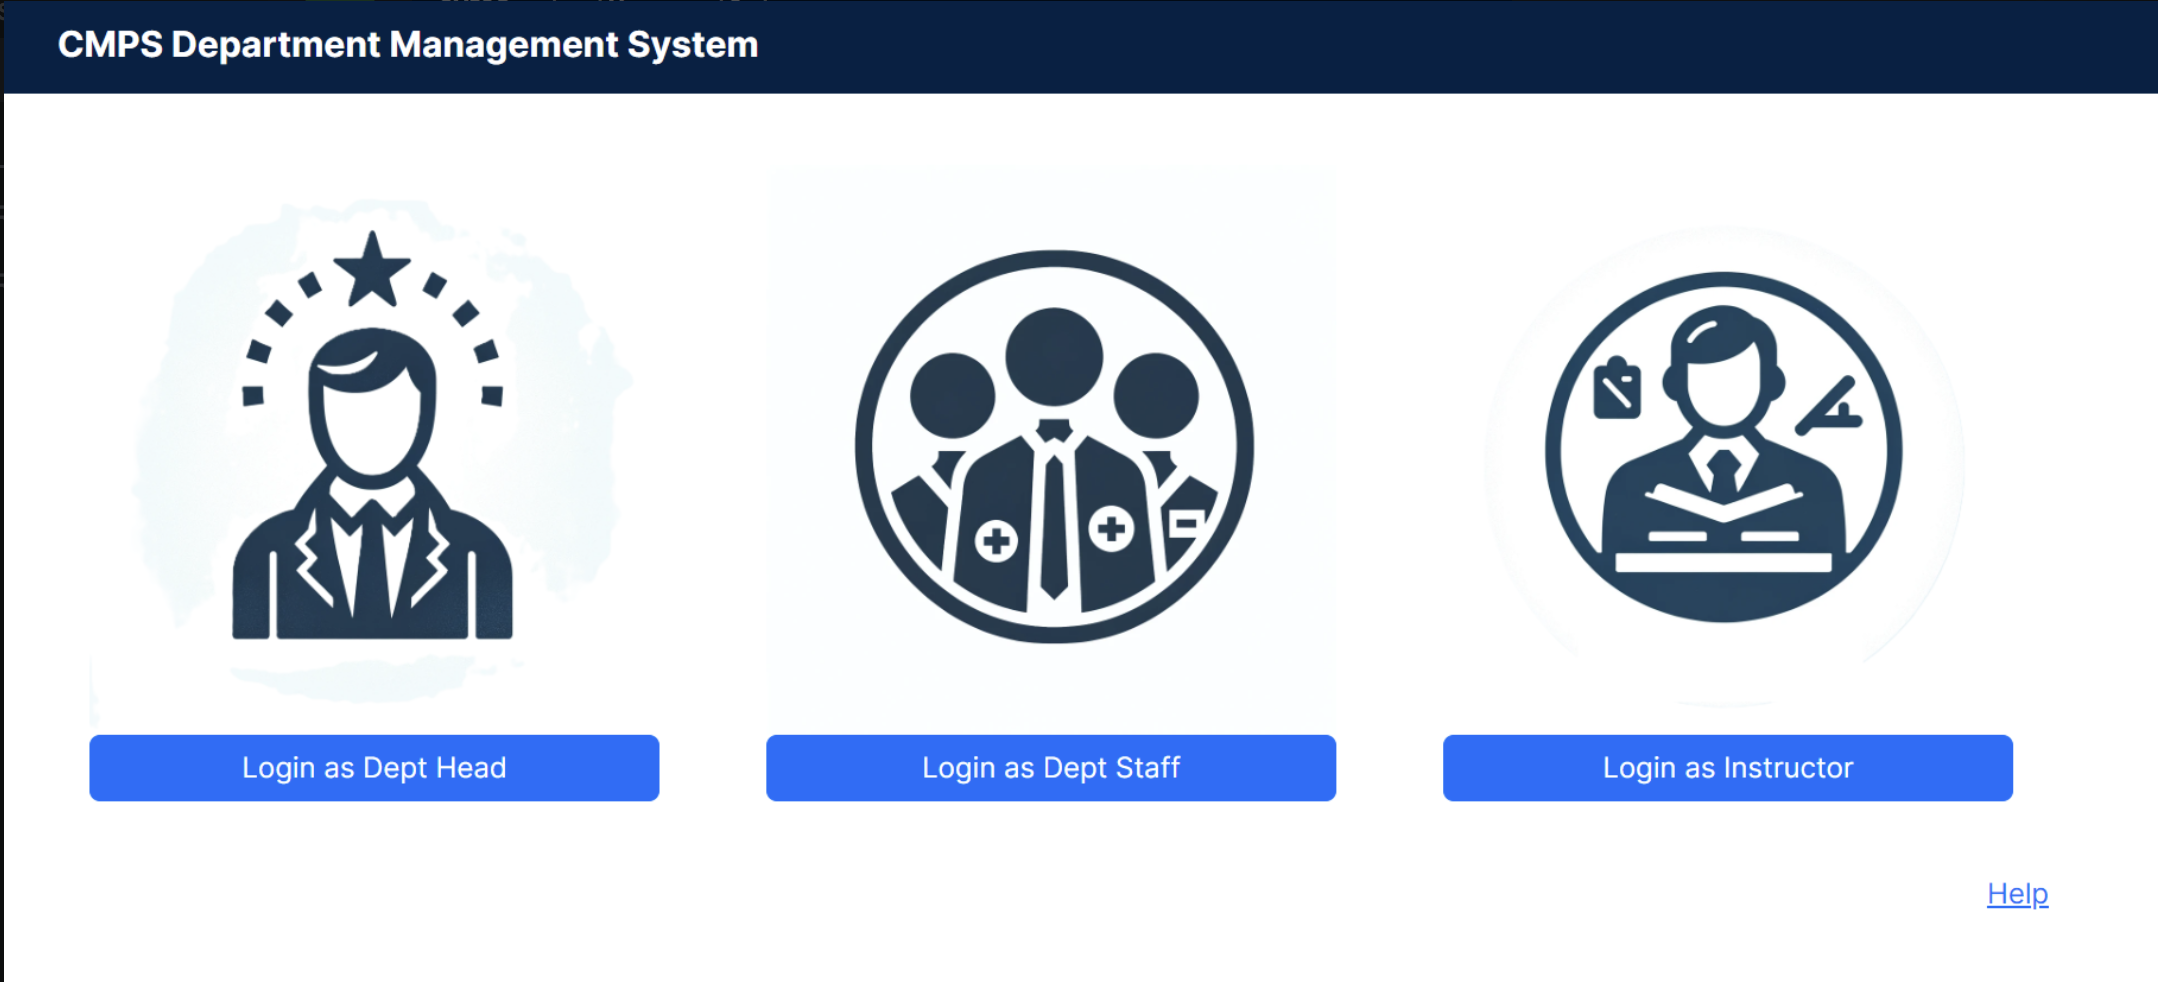 CMPS Department Management System
Login as Dept Head
Login as Dept Staff
Login as Instructor
Help